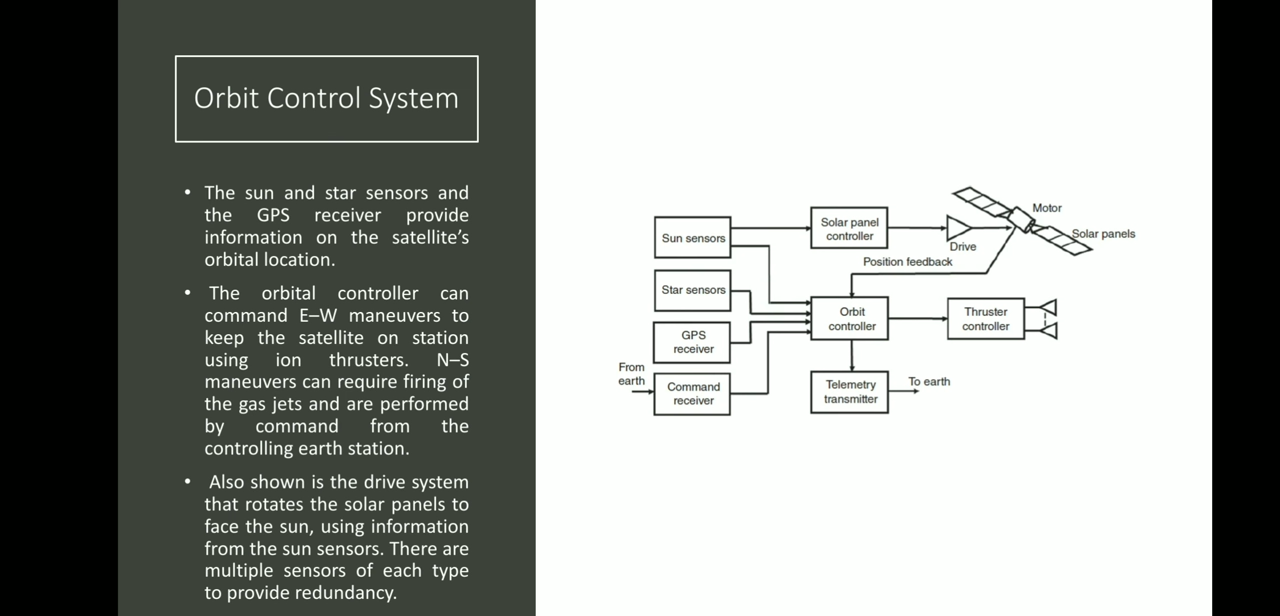 Orbit Control System
• The sun and star sensors and
the GPS receiver provide
information on the satellite's
orbital location.
• The orbital controller can
command E–W maneuvers to
keep the satellite on station
using ion thrusters. N–S
maneuvers can require firing of
the gas jets and are performed
by command from the
controlling earth station.
• Also shown is the drive system
that rotates the solar panels to
face the sun, using information
from the sun sensors. There are
multiple sensors of each type
to provide redundancy.
Sun sensors
Solar panel
controller
Drive
Motor
Solar panels
Position feedback
Star sensors
GPS
receiver
Orbit
controller
Thruster
controller
From
earth
Command
receiver
Telemetry
transmitter
To earth